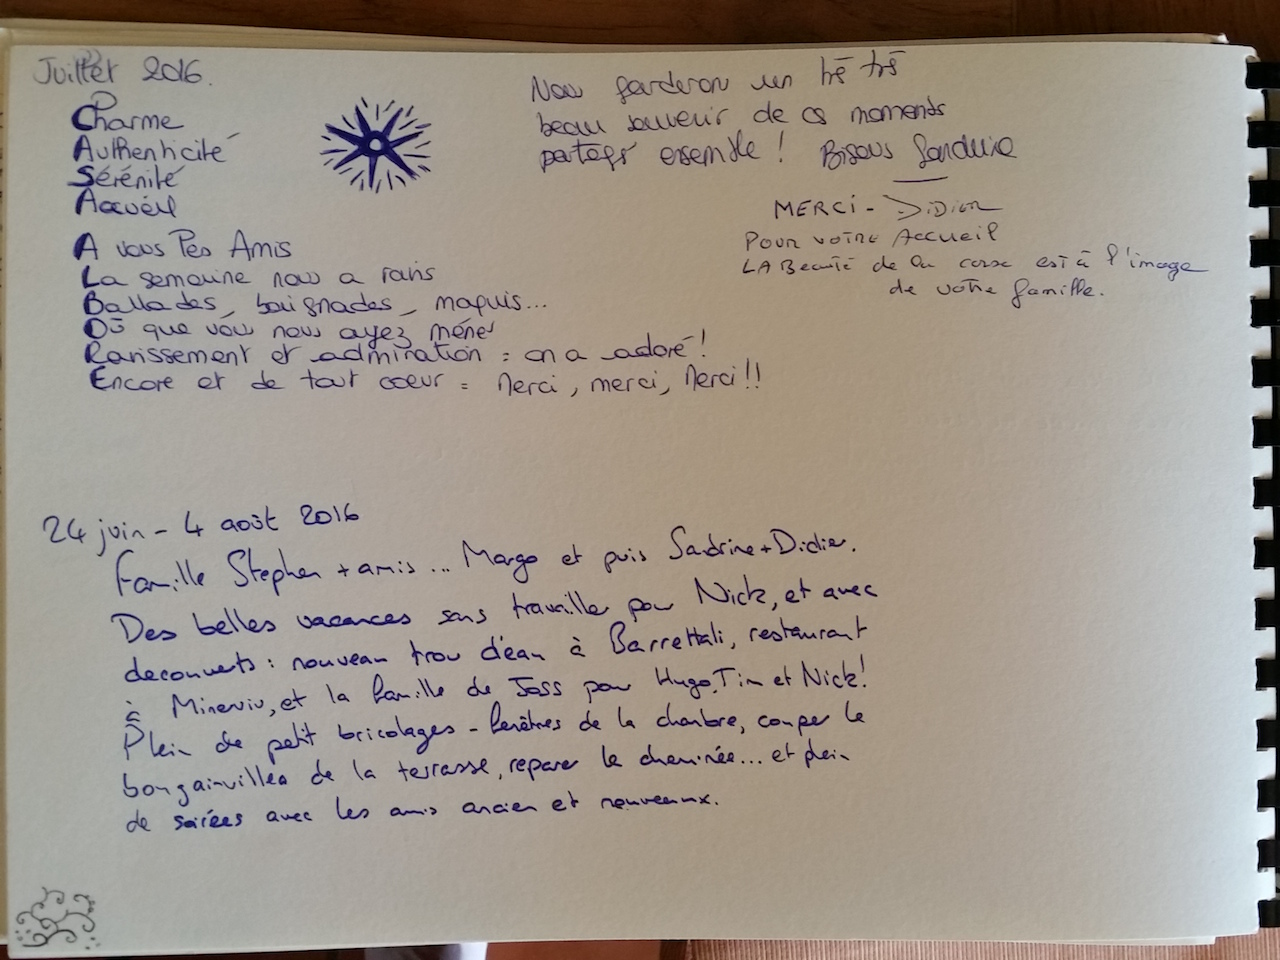 Juillet 2016.
Charme
Authenticité
Sérénité
Accueil
A vous Pes Amis
La semaine nous a ravis
Ballades, baignades, maquis...
Où que vous nous ayez menés
Ravissement et admiration : on a adoré !
Encore et de tout coeur = Merci, merci, Merci !!
Nous garderons un très très
beau souvenir de ces moments
partagés ensemble ! Bisous Sandrine
MERCI - Didier
Pour votre Accueil
LA Beauté de la corse est à l'image
de votre famille.
24 juin - 4 août 2016
Famille Stephen + amis ... Margo et puis Sandrine + Didier.
Des belles vacances sans travailler pour Nick, et avec
decouverts : nouveau trou d'eau à Barrettali, restaurant
à Minerviu, et la famille de Joss pour Hugo, Tim et Nick !
Plein de petit bricolages - fenêtres de la chambre, couper le
bougainvillea de la terrasse, reparer la cheminée... et plein
de soirées avec les amis ancien et nouveaux.